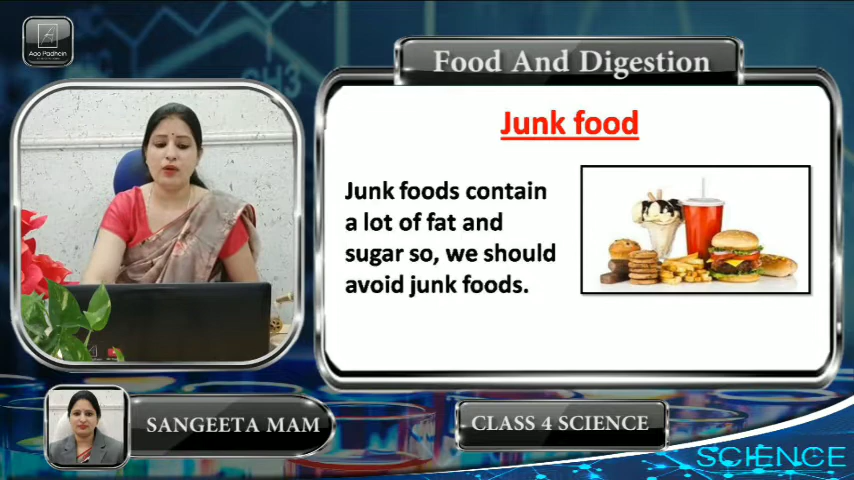 Aao Padhein
CH3
Food And Digestion
Junk food
Junk foods contain
a lot of fat and
sugar so, we should
avoid junk foods.
SANGEETA MAM
CLASS 4 SCIENCE
SCIENCE